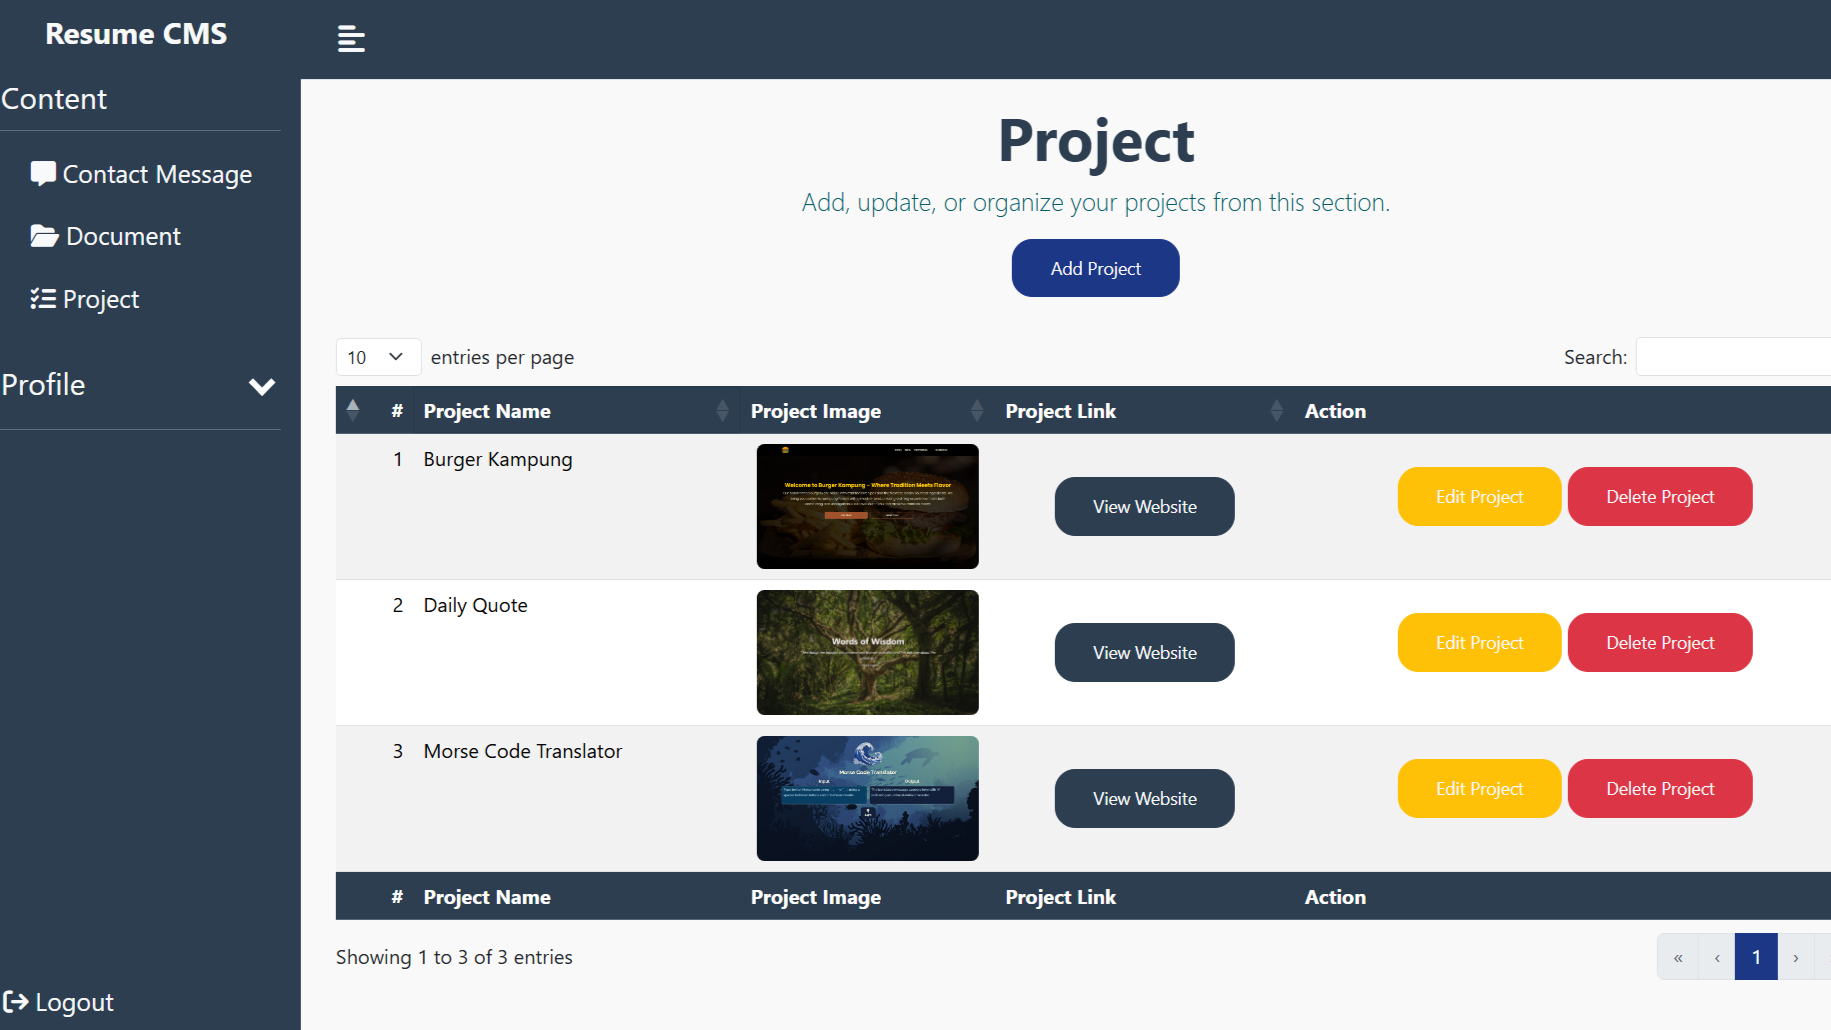 Resume CMS
Content
Contact Message
Document
Project
Profile
Logout
Project
Add, update, or organize your projects from this section.
Add Project
10 entries per page
Search:
# Project Name Project Image Project Link Action
1 Burger Kampung View Website Edit Project Delete Project
Welcome to Burger Kampung – Where Tradition Meets Flavor
2 Daily Quote View Website Edit Project Delete Project
Words of Wisdom
3 Morse Code Translator View Website Edit Project Delete Project
Morse Code Translator
Input Output
# Project Name Project Image Project Link Action
Showing 1 to 3 of 3 entries
« ‹ 1 ›